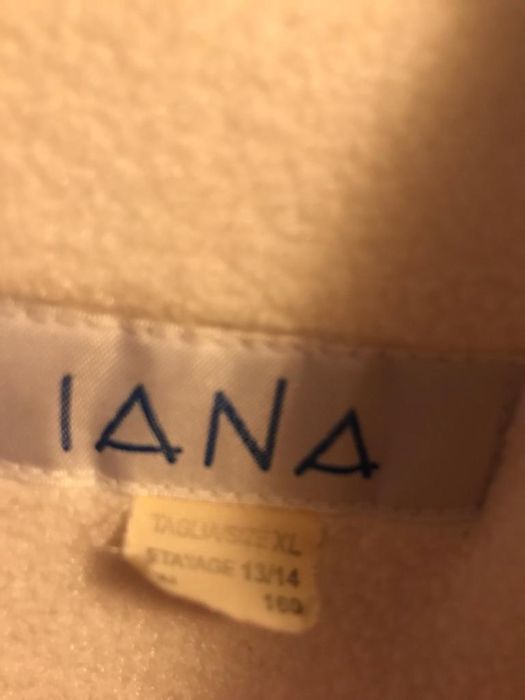 IANA
TAGLIA/SIZE XL
ETA'/AGE 13/14
160